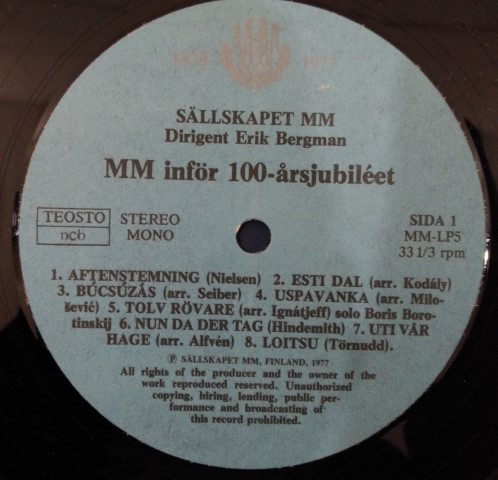 1878 1977
SÄLLSKAPET MM
Dirigent Erik Bergman
MM inför 100-årsjubiléet
TEOSTO
ncb
STEREO
MONO
SIDA 1
MM-LP5
33 1/3 rpm
1. AFTENSTEMNING (Nielsen) 2. ESTI DAL (arr. Kodály)
3. BÚCSÚZÁS (arr. Seiber) 4. USPAVANKA (arr. Milo-
šević) 5. TOLV RÖVARE (arr. Ignátjeff) solo Boris Boro-
tinskij 6. NUN DA DER TAG (Hindemith) 7. UTI VÅR
HAGE (arr. Alfvén) 8. LOITSU (Törnudd).
Ⓟ SÄLLSKAPET MM, FINLAND, 1977
All rights of the producer and the owner of the
work reproduced reserved. Unauthorized
copying, hiring, lending, public per-
formance and broadcasting of
this record prohibited.